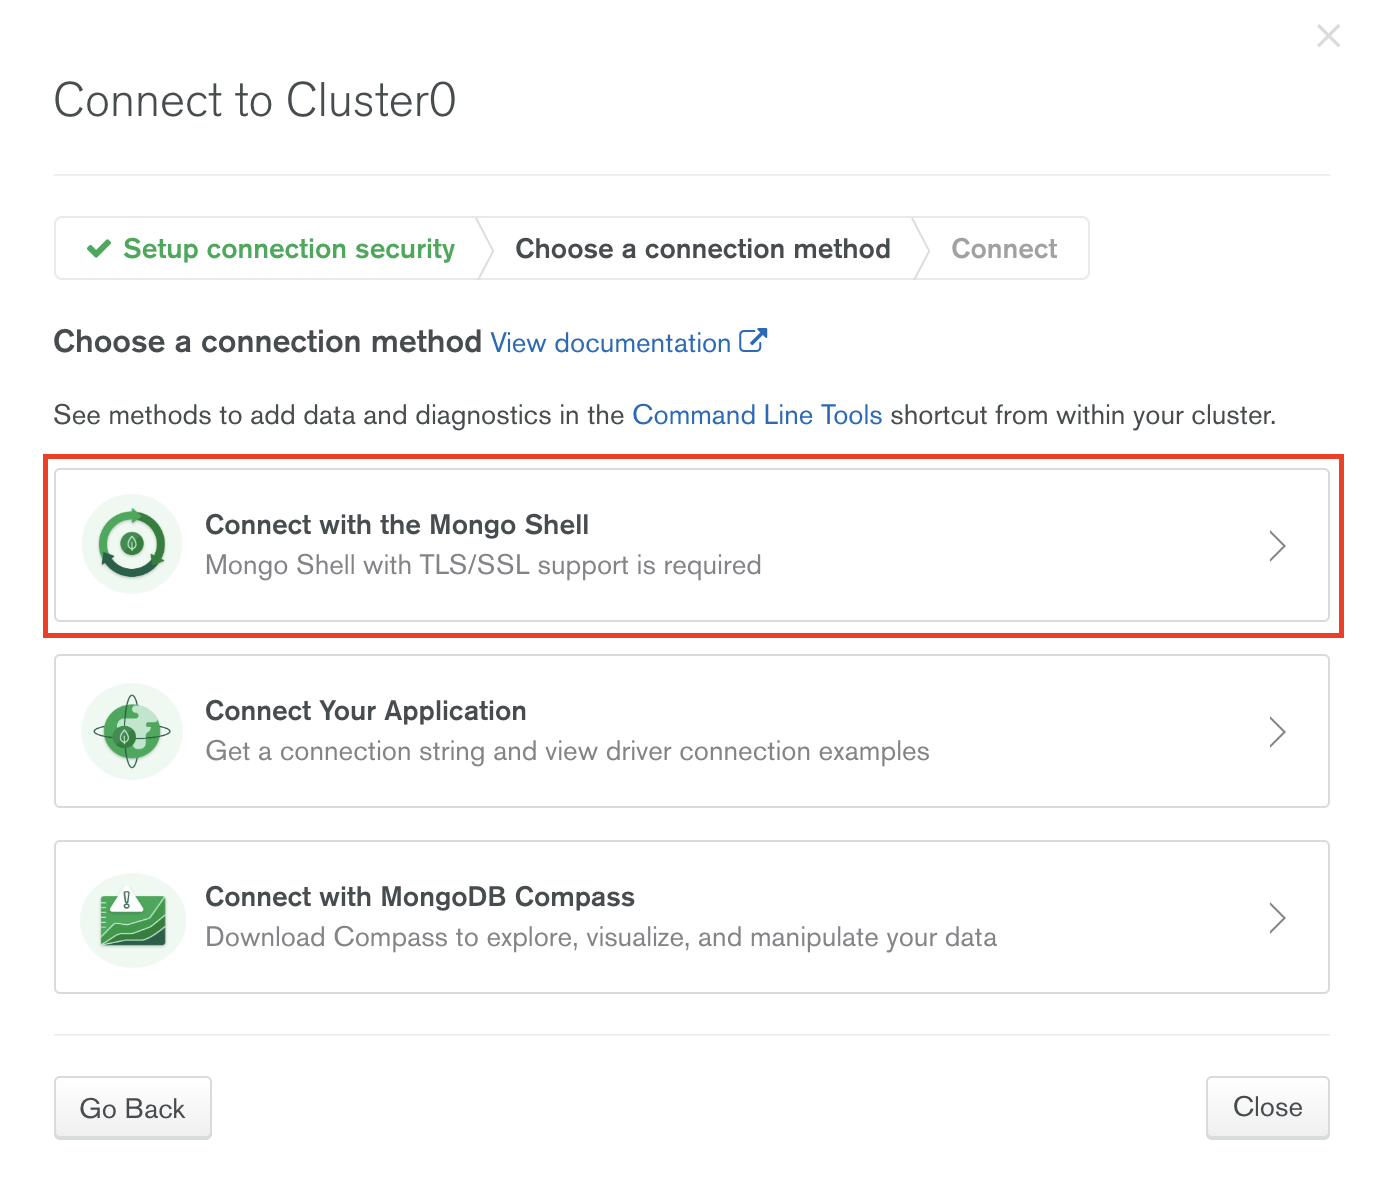 Connect to Cluster0
Setup connection security
Choose a connection method
Connect
Choose a connection method View documentation
See methods to add data and diagnostics in the Command Line Tools shortcut from within your cluster.
Connect with the Mongo Shell
Mongo Shell with TLS/SSL support is required
Connect Your Application
Get a connection string and view driver connection examples
Connect with MongoDB Compass
Download Compass to explore, visualize, and manipulate your data
Go Back
Close